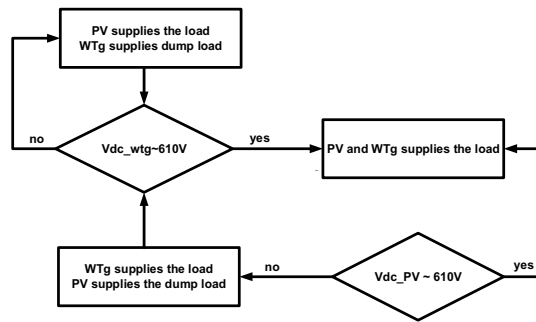 PV supplies the load
WTg supplies dump load
no
Vdc_wtg~610V
yes
PV and WTg supplies the load
WTg supplies the load
PV supplies the dump load
no
Vdc_PV ~ 610V
yes